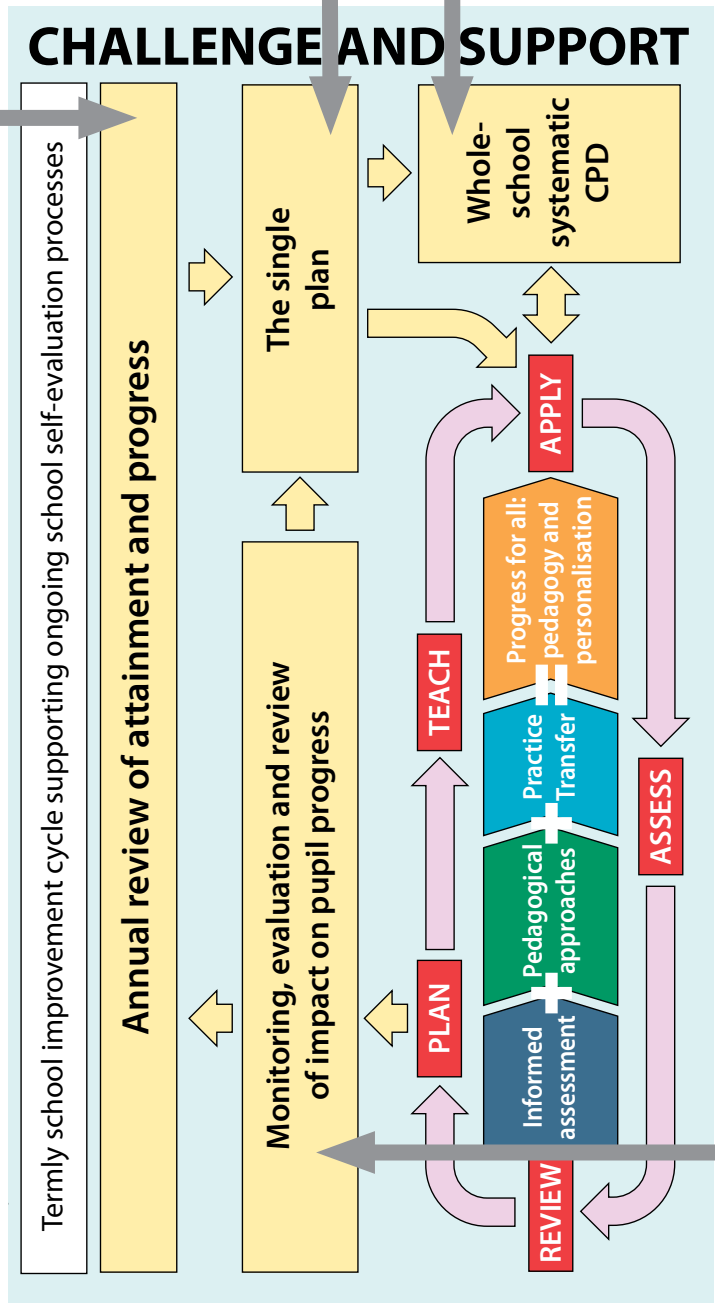 CHALLENGE AND SUPPORT
Termly school improvement cycle supporting ongoing school self-evaluation processes
Annual review of attainment and progress
Monitoring, evaluation and review
of impact on pupil progress
The single
plan
Whole-
school
systematic
CPD
REVIEW
PLAN
TEACH
APPLY
ASSESS
Informed
assessment
Pedagogical
approaches
Practice
Transfer
Progress for all:
pedagogy and
personalisation